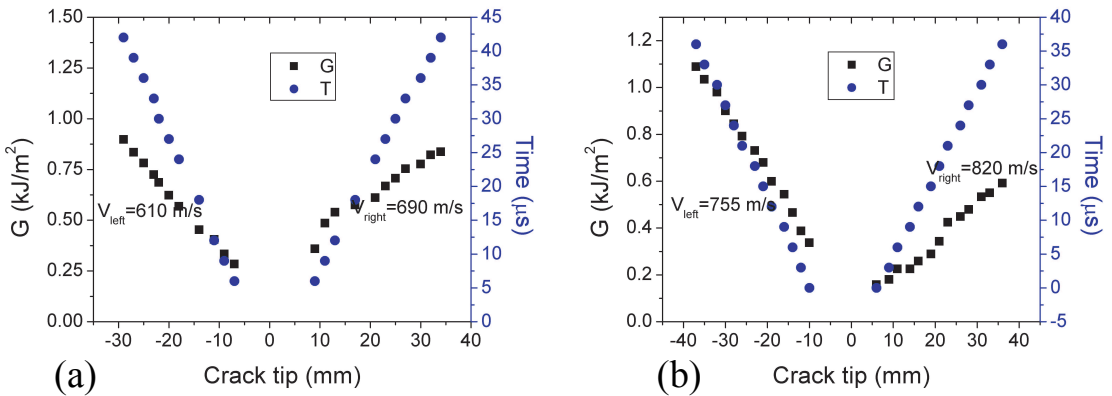 1.50
1.25
1.00
0.75
0.50
0.25
0.00
G (kJ/m²)
45
40
35
30
25
20
15
10
5
0
Time (μs)
G
T
V_left=610 m/s
V_right=690 m/s
-30 -20 -10 0 10 20 30 40
Crack tip (mm)
(a)
1.2
1.0
0.8
0.6
0.4
0.2
0.0
G (kJ/m²)
40
35
30
25
20
15
10
5
0
-5
Time (μs)
G
T
V_right=820 m/s
V_left=755 m/s
-40 -30 -20 -10 0 10 20 30 40
Crack tip (mm)
(b)